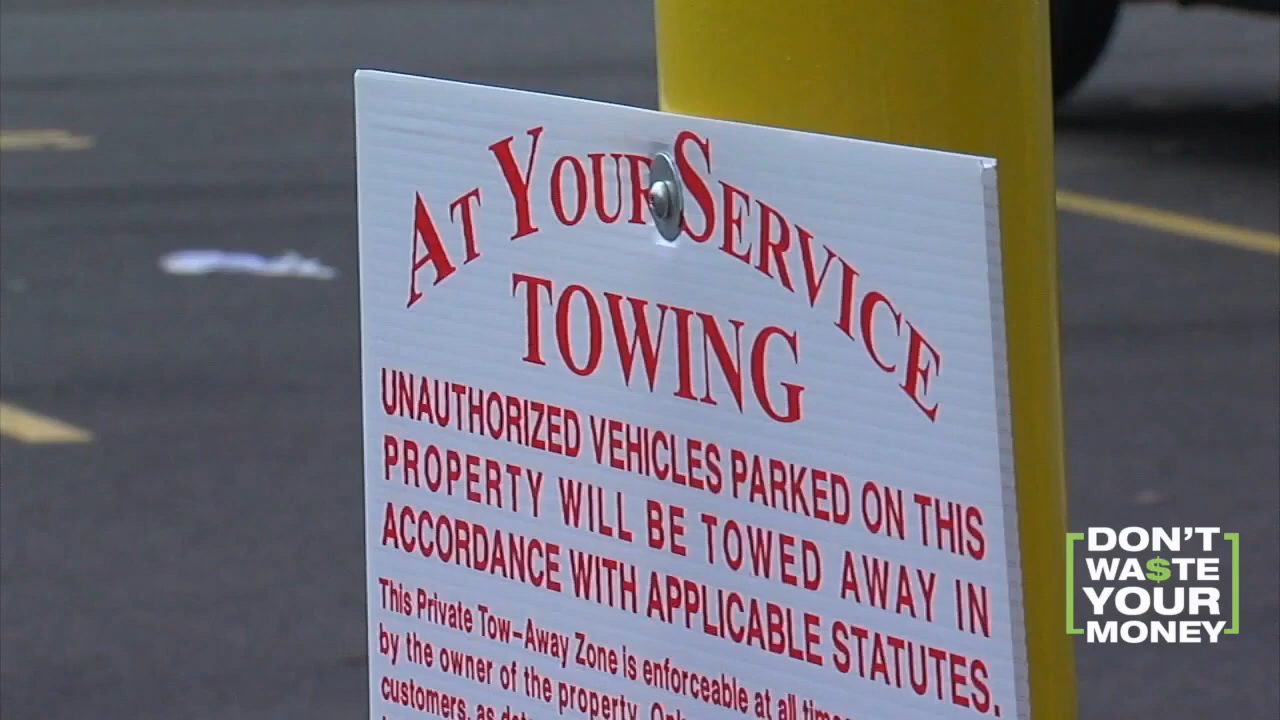 AT YOUR SERVICE
TOWING
UNAUTHORIZED VEHICLES PARKED ON THIS
PROPERTY WILL BE TOWED AWAY IN
ACCORDANCE WITH APPLICABLE STATUTES.
This Private Tow-Away Zone is enforceable at all
by the owner of the property.
customers, as
DON'T
WA$TE
YOUR
MONEY